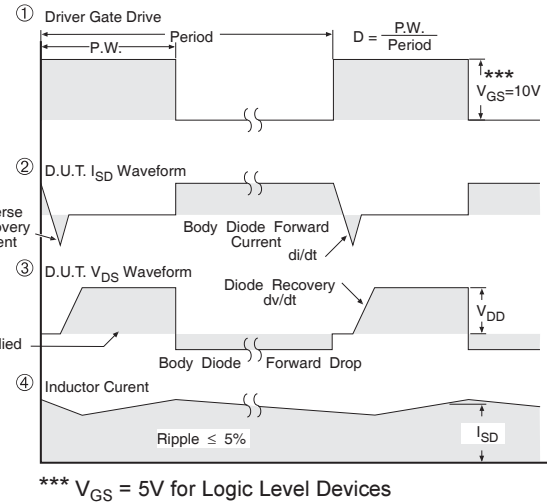 ① Driver Gate Drive
P.W.
Period
D = P.W.
Period
***
VGS=10V
② D.U.T. ISD Waveform
Body Diode Forward
Current
di/dt
③ D.U.T. VDS Waveform
Diode Recovery
dv/dt
VDD
Body Diode Forward Drop
④ Inductor Curent
Ripple ≤ 5%
ISD
*** VGS = 5V for Logic Level Devices